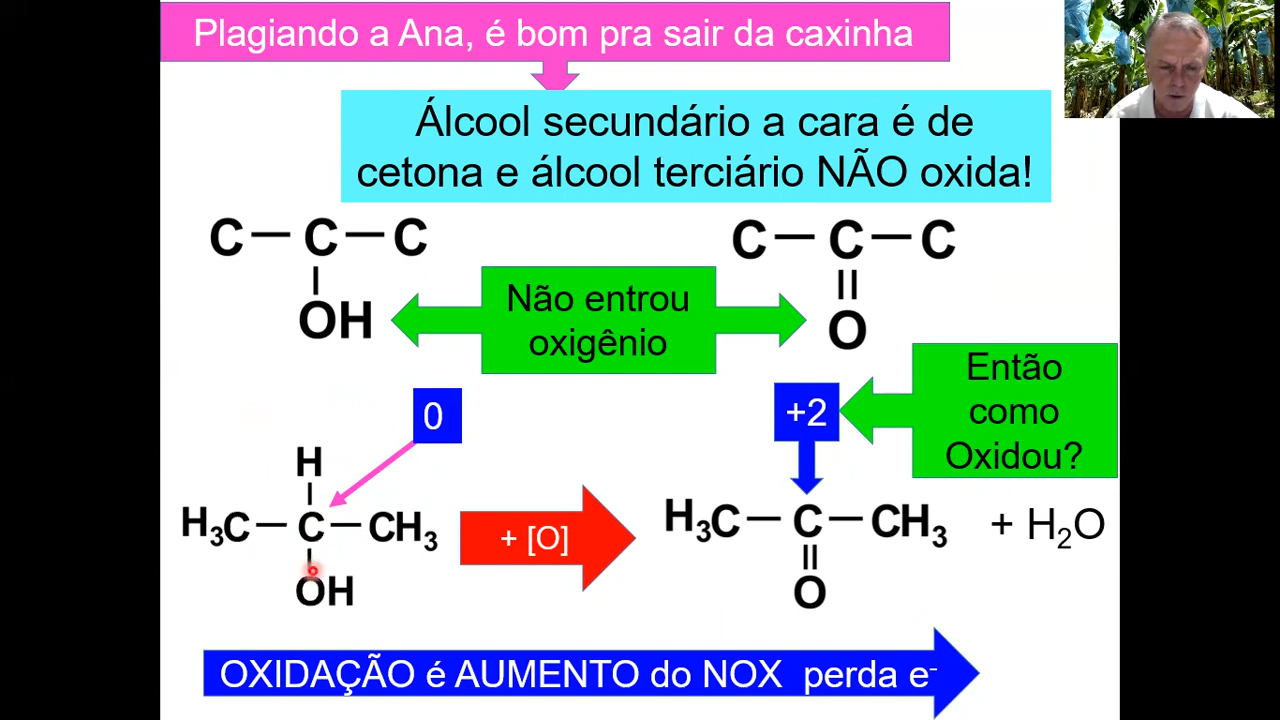 Plagiando a Ana, é bom pra sair da caxinha
Álcool secundário a cara é de
cetona e álcool terciário NÃO oxida!
C — C — C
|
OH
Não entrou
oxigênio
C — C — C
||
O
Então
como
Oxidou?
0
+2
H
|
H₃C — C — CH₃
|
OH
+ [O]
H₃C — C — CH₃
||
O
+ H₂O
OXIDAÇÃO é AUMENTO do NOX perda e⁻